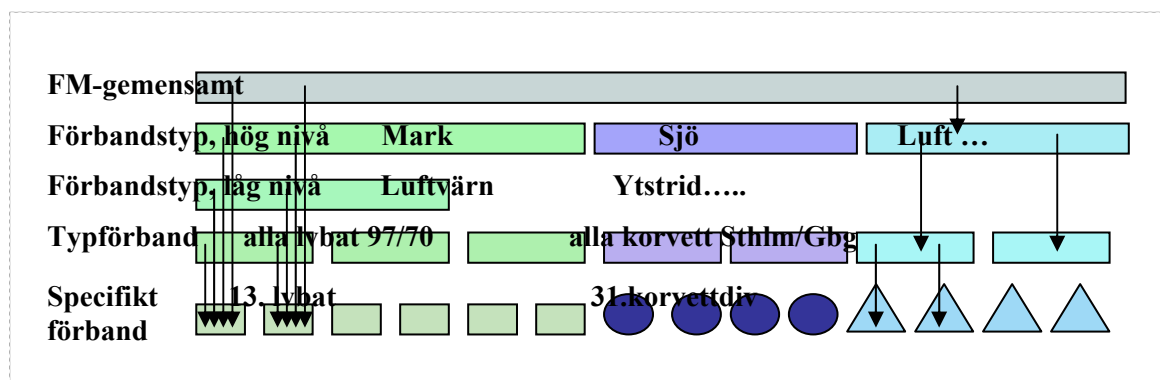 FM-gemensamt
Förbandstyp, hög nivå Mark Sjö Luft …
Förbandstyp, låg nivå Luftvärn Ytstrid…..
Typförband alla lvbat 97/70 alla korvett Sthlm/Gbg
Specifikt 13. lvbat 31.korvettdiv
förband